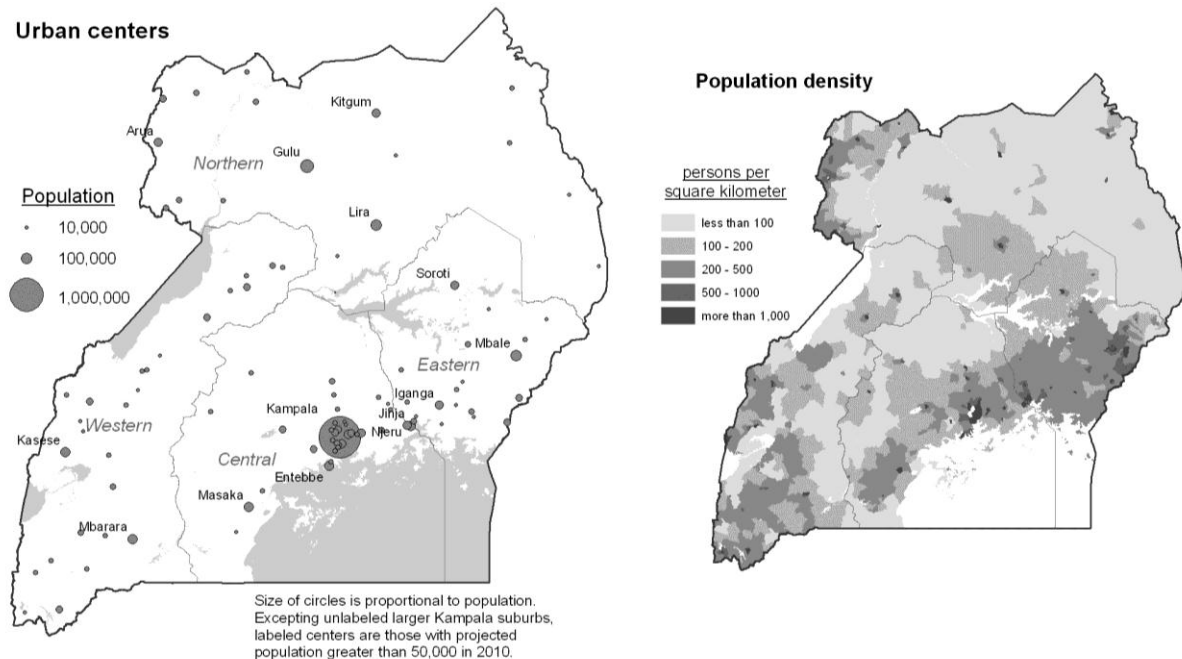 Urban centers
Kitgum
Arua
Gulu
Northern
Population
10,000
100,000
1,000,000
Lira
Soroti
Mbale
Eastern
Iganga
Kampala
Jinja
Njeru
Western
Kasese
Central
Entebbe
Masaka
Mbarara
Size of circles is proportional to population.
Excepting unlabeled larger Kampala suburbs,
labeled centers are those with projected
population greater than 50,000 in 2010.
Population density
persons per
square kilometer
less than 100
100 - 200
200 - 500
500 - 1000
more than 1,000